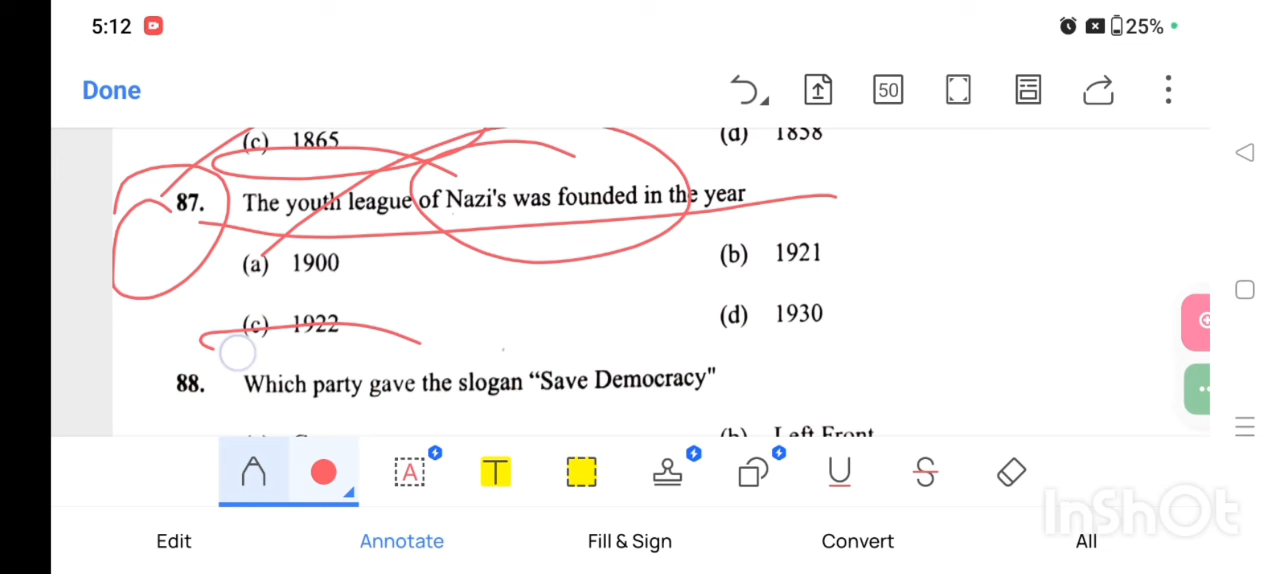 5:12 25%
Done 50
(c) 1865 (d) 1858
87. The youth league of Nazi's was founded in the year
(a) 1900 (b) 1921
(c) 1922 (d) 1930
88. Which party gave the slogan “Save Democracy"
(b) Left Front
A T U S
InShOt
Edit Annotate Fill & Sign Convert All